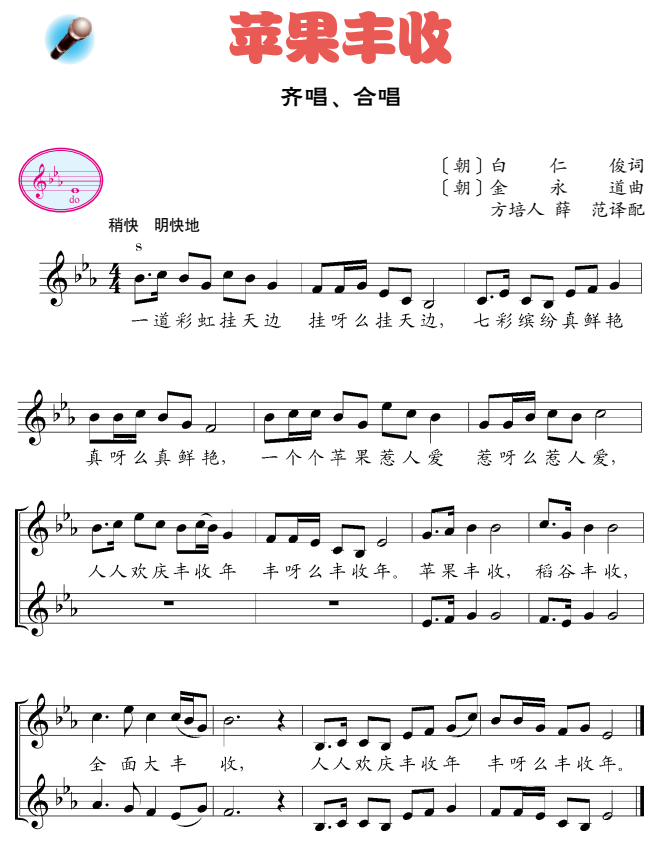 苹果丰收
齐唱、合唱
do
〔朝〕白 仁 俊词
〔朝〕金 永 道曲
方培人 薛 范译配
稍快 明快地
s
4
4
一道彩虹挂天边 挂呀么挂天边, 七彩缤纷真鲜艳
真呀么真鲜艳, 一个个苹果惹人爱 惹呀么惹人爱,
人人欢庆丰收年 丰呀么丰收年。 苹果丰收, 稻谷丰收,
全面大丰收, 人人欢庆丰收年 丰呀么丰收年。